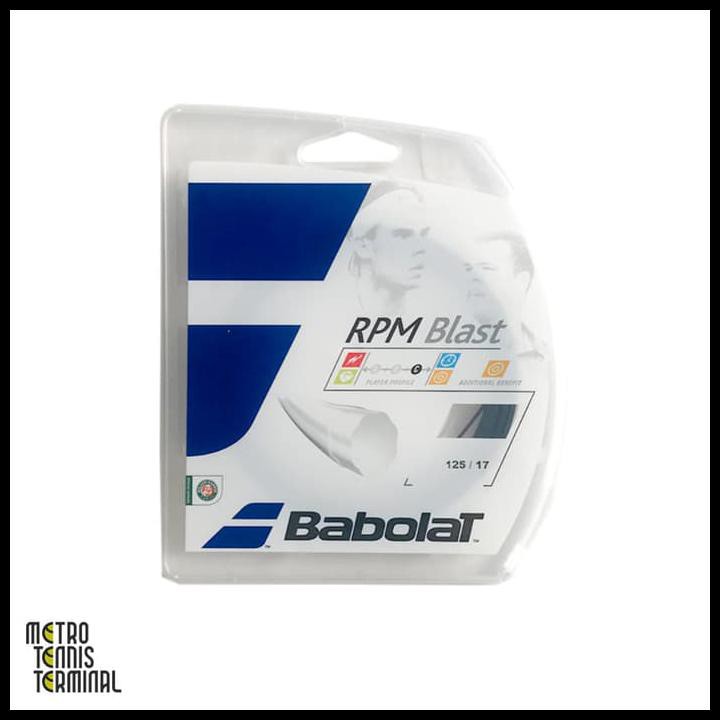 RPM Blast
C
PLAYER PROFILE
ADDITIONAL BENEFIT
125 / 17
L
Babolat
METRO
TENNIS
TERMINAL